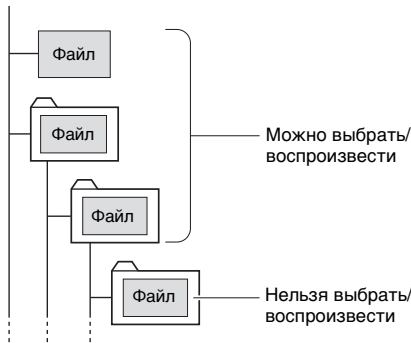 Файл
Файл
Можно выбрать/
воспроизвести
Файл
Файл
Нельзя выбрать/
воспроизвести